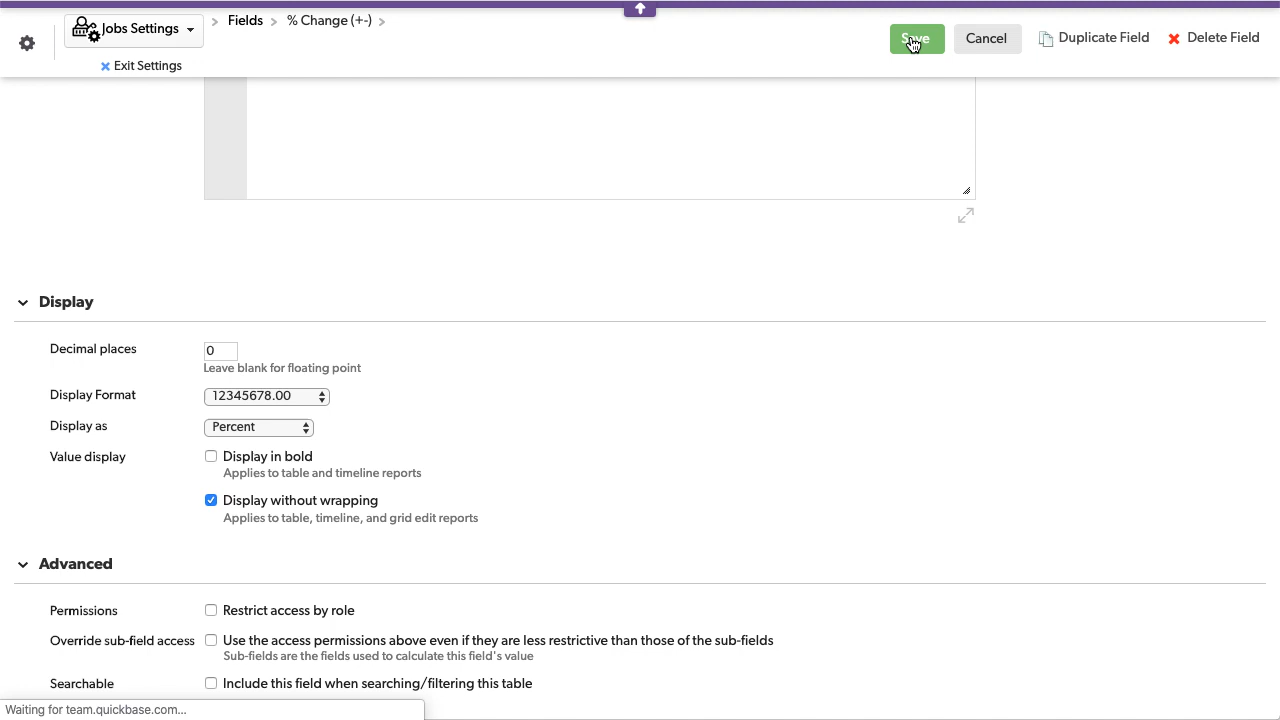 Jobs Settings
Fields
% Change (+-)
Save
Cancel
Duplicate Field
Delete Field
Exit Settings
Display
Decimal places
0
Leave blank for floating point
Display Format
12345678.00
Display as
Percent
Value display
Display in bold
Applies to table and timeline reports
Display without wrapping
Applies to table, timeline, and grid edit reports
Advanced
Permissions
Restrict access by role
Override sub-field access
Use the access permissions above even if they are less restrictive than those of the sub-fields
Sub-fields are the fields used to calculate this field's value
Searchable
Include this field when searching/filtering this table
Waiting for team.quickbase.com...